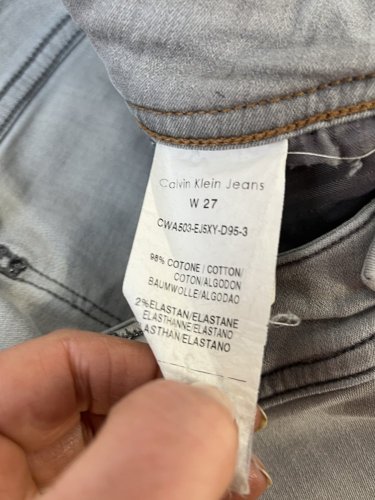 Calvin Klein Jeans
W 27
CWA503-EJ5XY-D95-3
98% COTONE / COTTON/
COTON/ALGODON
BAUMWOLLE/ALGODAO
2% ELASTAN/ELASTANE
ELASTHANNE/ELASTANO
ASTHAN/ELASTANO